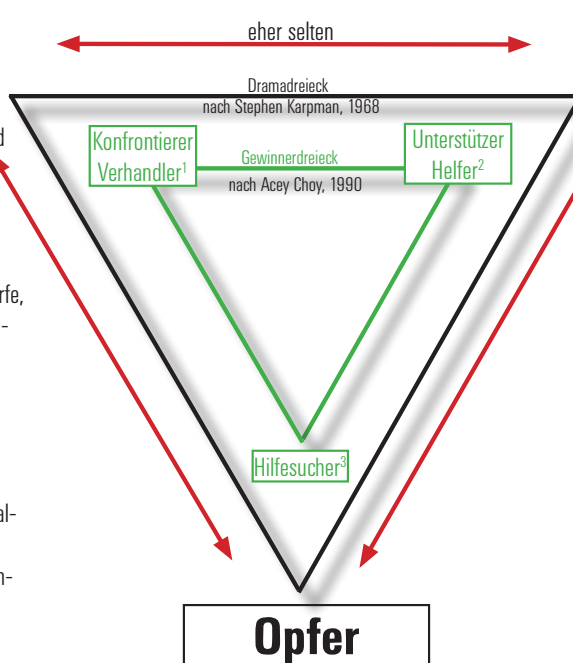 eher selten
Dramadreieck
nach Stephen Karpman, 1968
Konfrontierer
Verhandler¹
Gewinnerdreieck
nach Acey Choy, 1990
Unterstützer
Helfer²
Hilfesucher³
Opfer